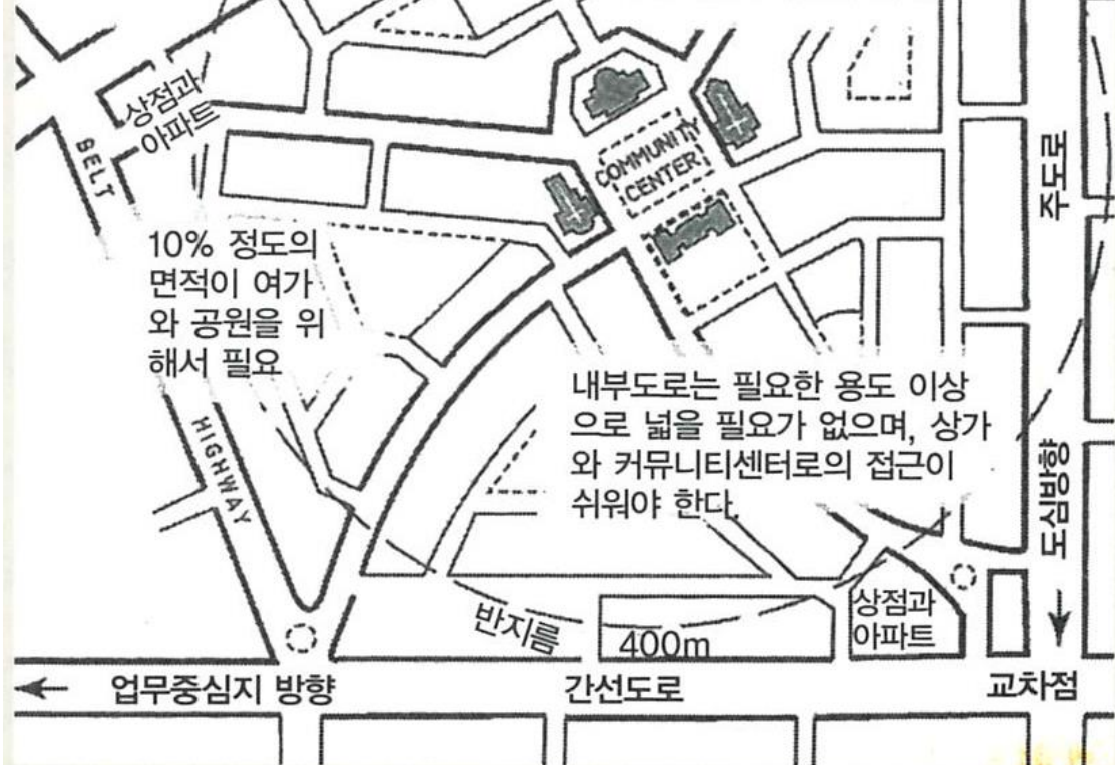 상점과
아파트
BELT
COMMUNITY
CENTER
주도로
10% 정도의
면적이 여가
와 공원을 위
해서 필요
내부도로는 필요한 용도 이상
으로 넓을 필요가 없으며, 상가
와 커뮤니티센터로의 접근이
쉬워야 한다.
HIGHWAY
도심방향
반지름
400m
상점과
아파트
업무중심지 방향
간선도로
교차점